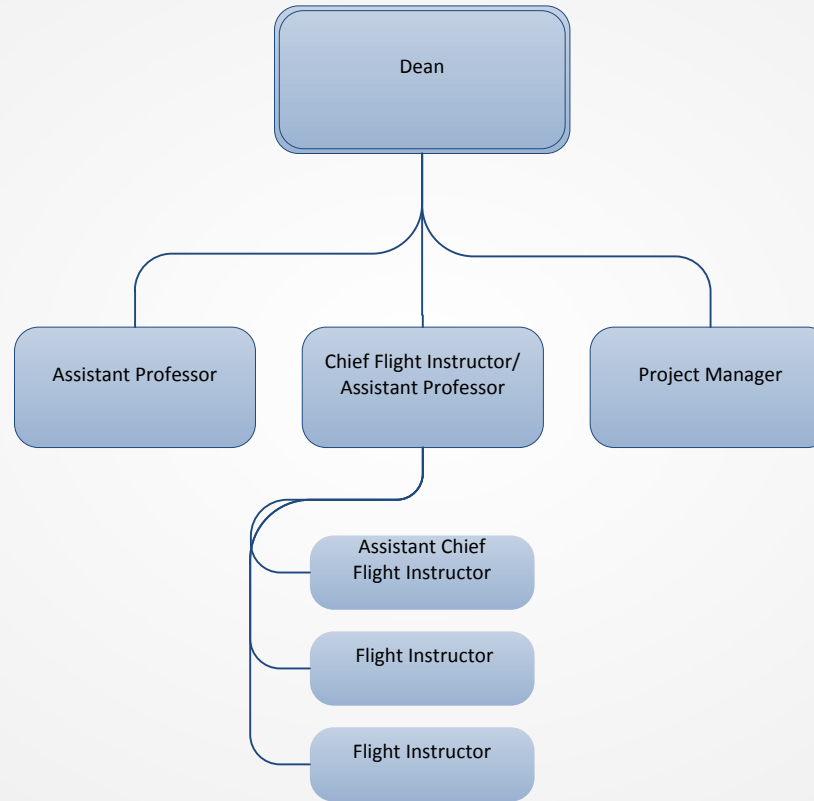 Dean
Assistant Professor
Chief Flight Instructor/
Assistant Professor
Project Manager
Assistant Chief
Flight Instructor
Flight Instructor
Flight Instructor